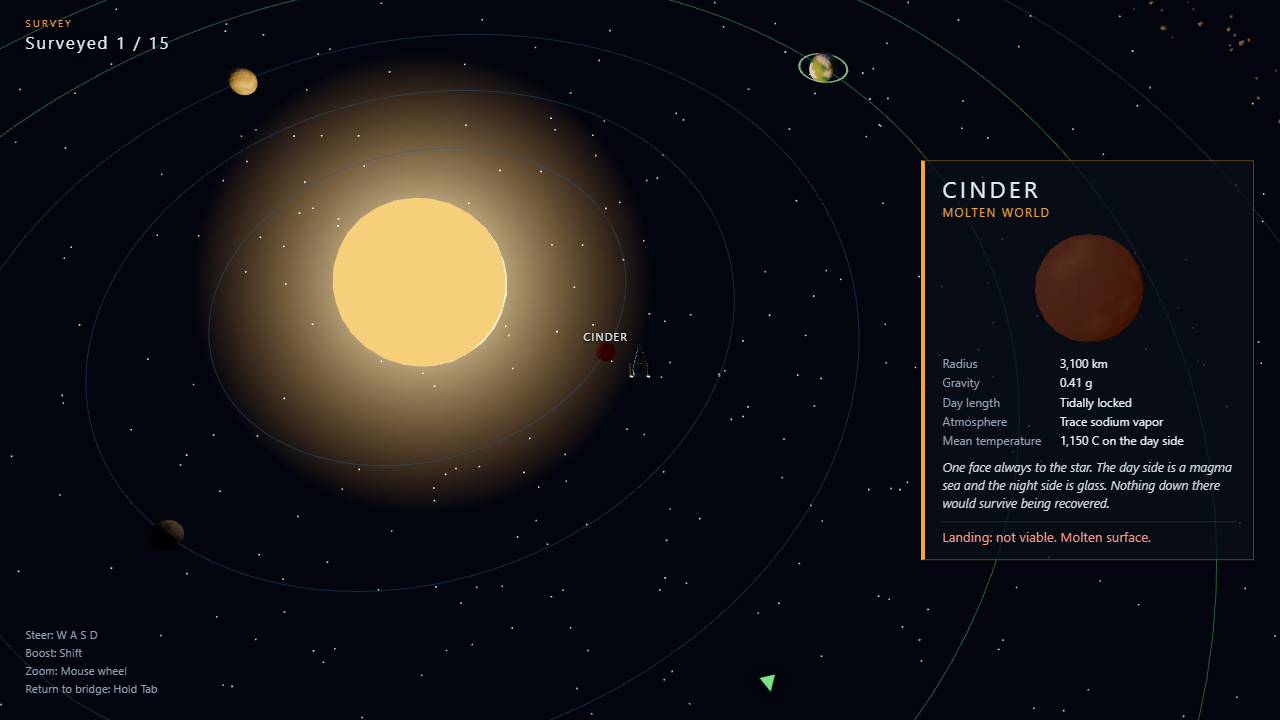 SURVEY
Surveyed 1 / 15
CINDER
CINDER
MOLTEN WORLD
Radius 3,100 km
Gravity 0.41 g
Day length Tidally locked
Atmosphere Trace sodium vapor
Mean temperature 1,150 C on the day side
One face always to the star. The day side is a magma
sea and the night side is glass. Nothing down there
would survive being recovered.
Landing: not viable. Molten surface.
Steer: W A S D
Boost: Shift
Zoom: Mouse wheel
Return to bridge: Hold Tab